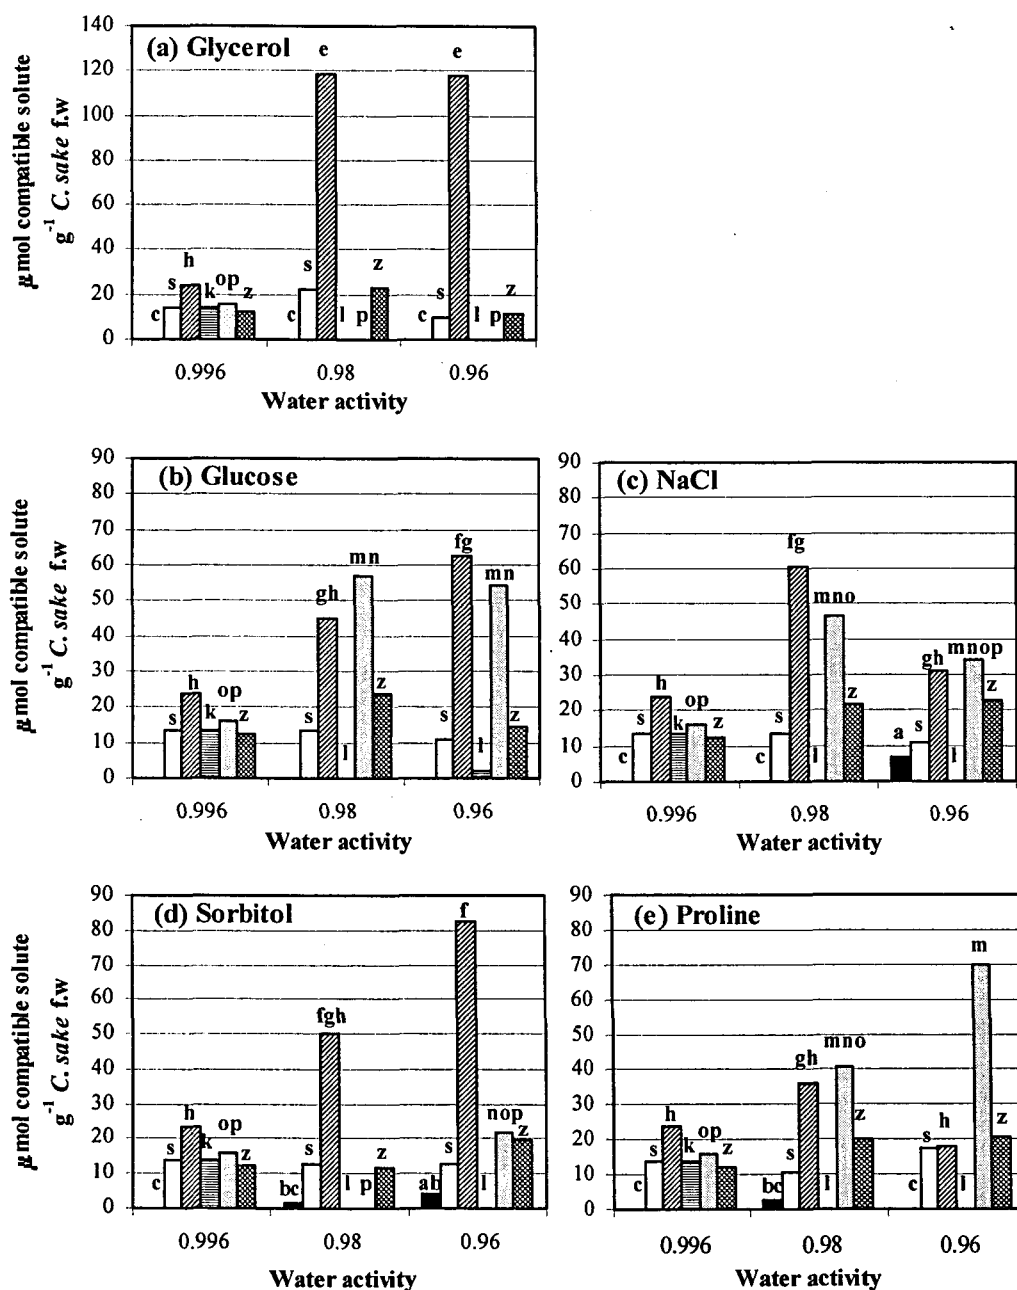 (a) Glycerol
μmol compatible solute
g⁻¹ C. sake f.w
140
120
100
80
60
40
20
0
c s h k op z
c s e l p z
c s e l p z
0.996 0.98 0.96
Water activity
(b) Glucose
μmol compatible solute
g⁻¹ C. sake f.w
90
80
70
60
50
40
30
20
10
0
s h k op z
s gh l mn z
s fg l mn z
0.996 0.98 0.96
Water activity
(c) NaCl
90
80
70
60
50
40
30
20
10
0
c s h k op z
c s fg l mno z
a s gh l mnop z
0.996 0.98 0.96
Water activity
(d) Sorbitol
μmol compatible solute
g⁻¹ C. sake f.w
90
80
70
60
50
40
30
20
10
0
c s h k op z
bc s fgh l p z
ab s f l nop z
0.996 0.98 0.96
Water activity
(e) Proline
90
80
70
60
50
40
30
20
10
0
c s h k op z
bc s gh l mno z
c s h l m z
0.996 0.98 0.96
Water activity